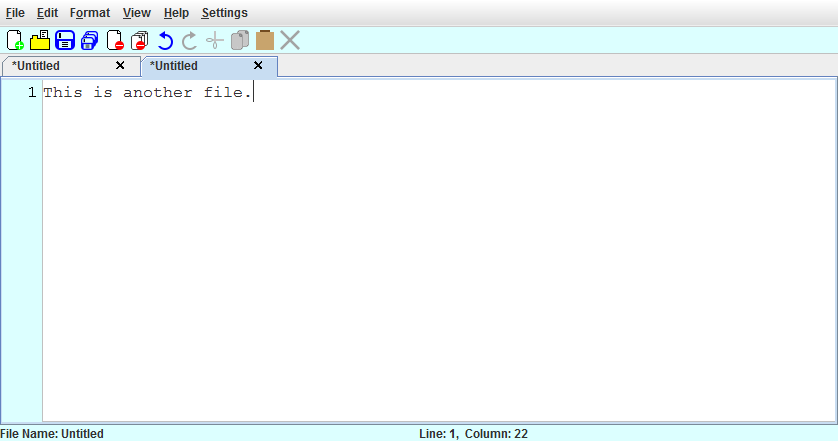 File Edit Format View Help Settings
*Untitled *Untitled
1 This is another file.
File Name: Untitled Line: 1, Column: 22